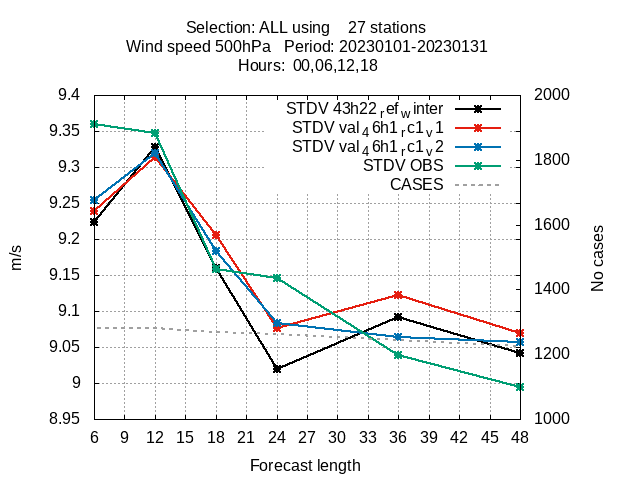 Selection: ALL using    27 stations
Wind speed 500hPa   Period: 20230101-20230131
Hours:  00,06,12,18
9.4
9.35
9.3
9.25
9.2
9.15
9.1
9.05
9
8.95
m/s
STDV 43h22ref_winter
STDV val46h1rc1v1
STDV val46h1rc1v2
STDV OBS
CASES
2000
1800
1600
1400
1200
1000
No cases
6 9 12 15 18 21 24 27 30 33 36 39 42 45 48
Forecast length